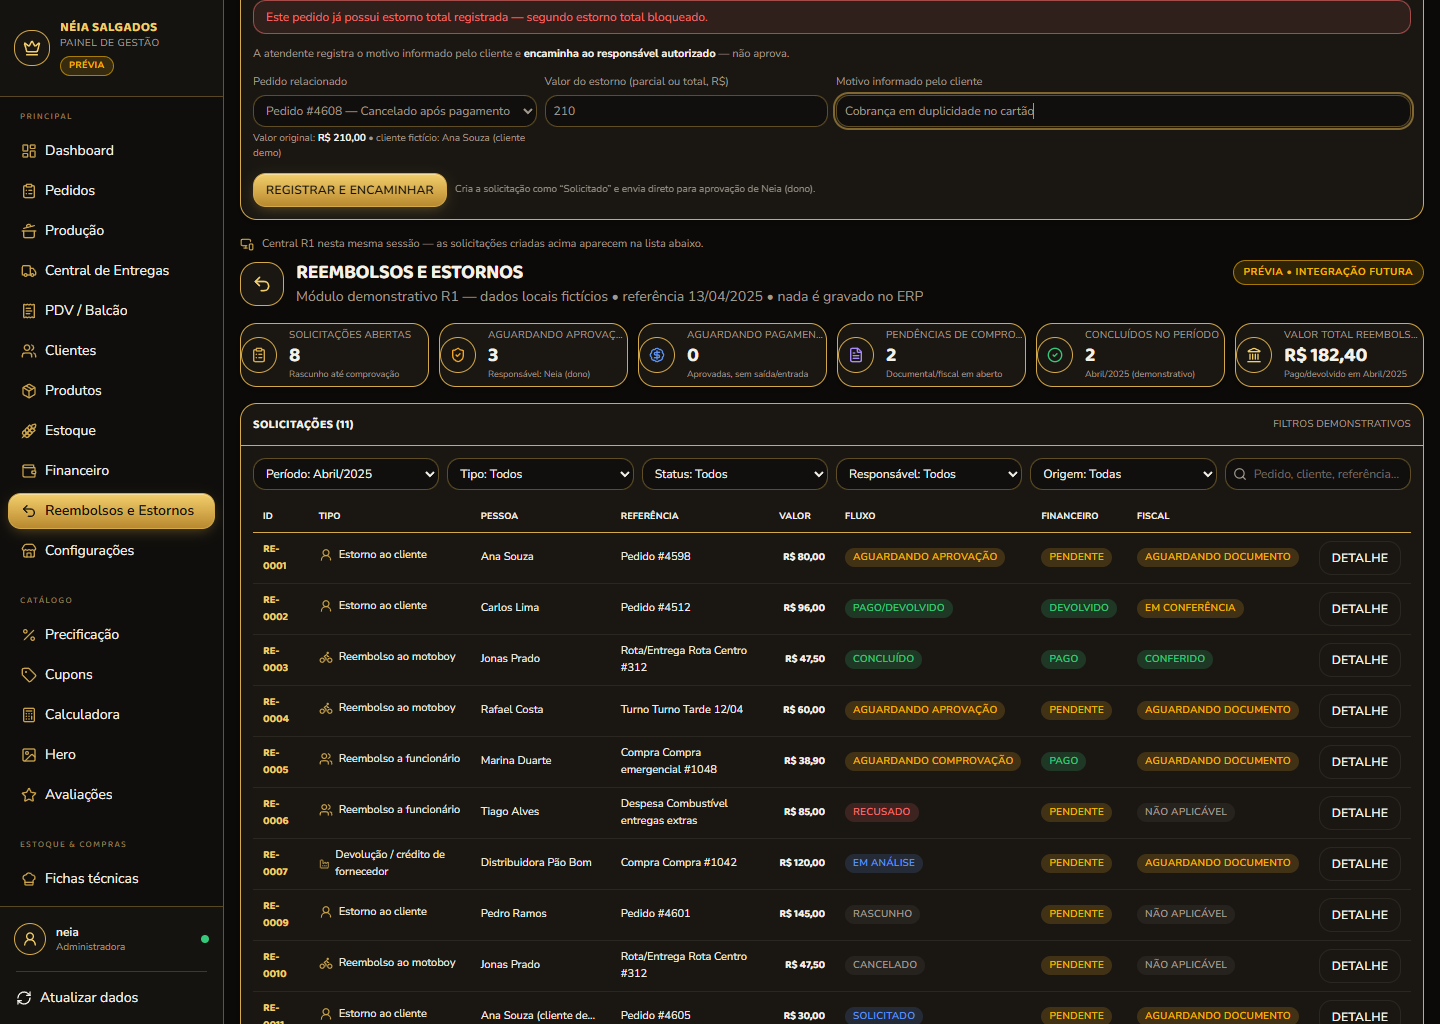 NÉIA SALGADOS
PAINEL DE GESTÃO
PRÉVIA
PRINCIPAL
Dashboard
Pedidos
Produção
Central de Entregas
PDV / Balcão
Clientes
Produtos
Estoque
Financeiro
Reembolsos e Estornos
Configurações
CATÁLOGO
Precificação
Cupons
Calculadora
Hero
Avaliações
ESTOQUE & COMPRAS
Fichas técnicas
neia
Administradora
Atualizar dados
Este pedido já possui estorno total registrada — segundo estorno total bloqueado.
A atendente registra o motivo informado pelo cliente e encaminha ao responsável autorizado — não aprova.
Pedido relacionado
Valor do estorno (parcial ou total, R$)
Motivo informado pelo cliente
Pedido #4608 — Cancelado após pagamento
210
Cobrança em duplicidade no cartão
Valor original: R$ 210,00 • cliente fictício: Ana Souza (cliente
demo)
REGISTRAR E ENCAMINHAR
Cria a solicitação como “Solicitado” e envia direto para aprovação de Neia (dono).
Central R1 nesta mesma sessão — as solicitações criadas acima aparecem na lista abaixo.
REEMBOLSOS E ESTORNOS
Módulo demonstrativo R1 — dados locais fictícios • referência 13/04/2025 • nada é gravado no ERP
PRÉVIA • INTEGRAÇÃO FUTURA
SOLICITAÇÕES ABERTAS
8
Rascunho até comprovação
AGUARDANDO APROVAÇ...
3
Responsável: Neia (dono)
AGUARDANDO PAGAMEN...
0
Aprovadas, sem saída/entrada
PENDÊNCIAS DE COMPRO...
2
Documental/fiscal em aberto
CONCLUÍDOS NO PERÍODO
2
Abril/2025 (demonstrativo)
VALOR TOTAL REEMBOLS...
R$ 182,40
Pago/devolvido em Abril/2025
SOLICITAÇÕES (11)
FILTROS DEMONSTRATIVOS
Período: Abril/2025
Tipo: Todos
Status: Todos
Responsável: Todos
Origem: Todas
Pedido, cliente, referência...
ID TIPO PESSOA REFERÊNCIA VALOR FLUXO FINANCEIRO FISCAL
RE-
0001
Estorno ao cliente Ana Souza Pedido #4598 R$ 80,00 AGUARDANDO APROVAÇÃO PENDENTE AGUARDANDO DOCUMENTO DETALHE
RE-
0002
Estorno ao cliente Carlos Lima Pedido #4512 R$ 96,00 PAGO/DEVOLVIDO DEVOLVIDO EM CONFERÊNCIA DETALHE
RE-
0003
Reembolso ao motoboy Jonas Prado
Rota/Entrega Rota Centro
#312
R$ 47,50 CONCLUÍDO PAGO CONFERIDO DETALHE
RE-
0004
Reembolso ao motoboy Rafael Costa Turno Turno Tarde 12/04 R$ 60,00 AGUARDANDO APROVAÇÃO PENDENTE AGUARDANDO DOCUMENTO DETALHE
RE-
0005
Reembolso a funcionário Marina Duarte
Compra Compra
emergencial #1048
R$ 38,90 AGUARDANDO COMPROVAÇÃO PAGO AGUARDANDO DOCUMENTO DETALHE
RE-
0006
Reembolso a funcionário Tiago Alves
Despesa Combustível
entregas extras
R$ 85,00 RECUSADO PENDENTE NÃO APLICÁVEL DETALHE
RE-
0007
Devolução / crédito de
fornecedor
Distribuidora Pão Bom Compra Compra #1042 R$ 120,00 EM ANÁLISE PENDENTE AGUARDANDO DOCUMENTO DETALHE
RE-
0009
Estorno ao cliente Pedro Ramos Pedido #4601 R$ 145,00 RASCUNHO PENDENTE NÃO APLICÁVEL DETALHE
RE-
0010
Reembolso ao motoboy Jonas Prado
Rota/Entrega Rota Centro
#312
R$ 47,50 CANCELADO PENDENTE NÃO APLICÁVEL DETALHE
RE-
0011
Estorno ao cliente Ana Souza (cliente de... Pedido #4605 R$ 30,00 SOLICITADO PENDENTE AGUARDANDO DOCUMENTO DETALHE